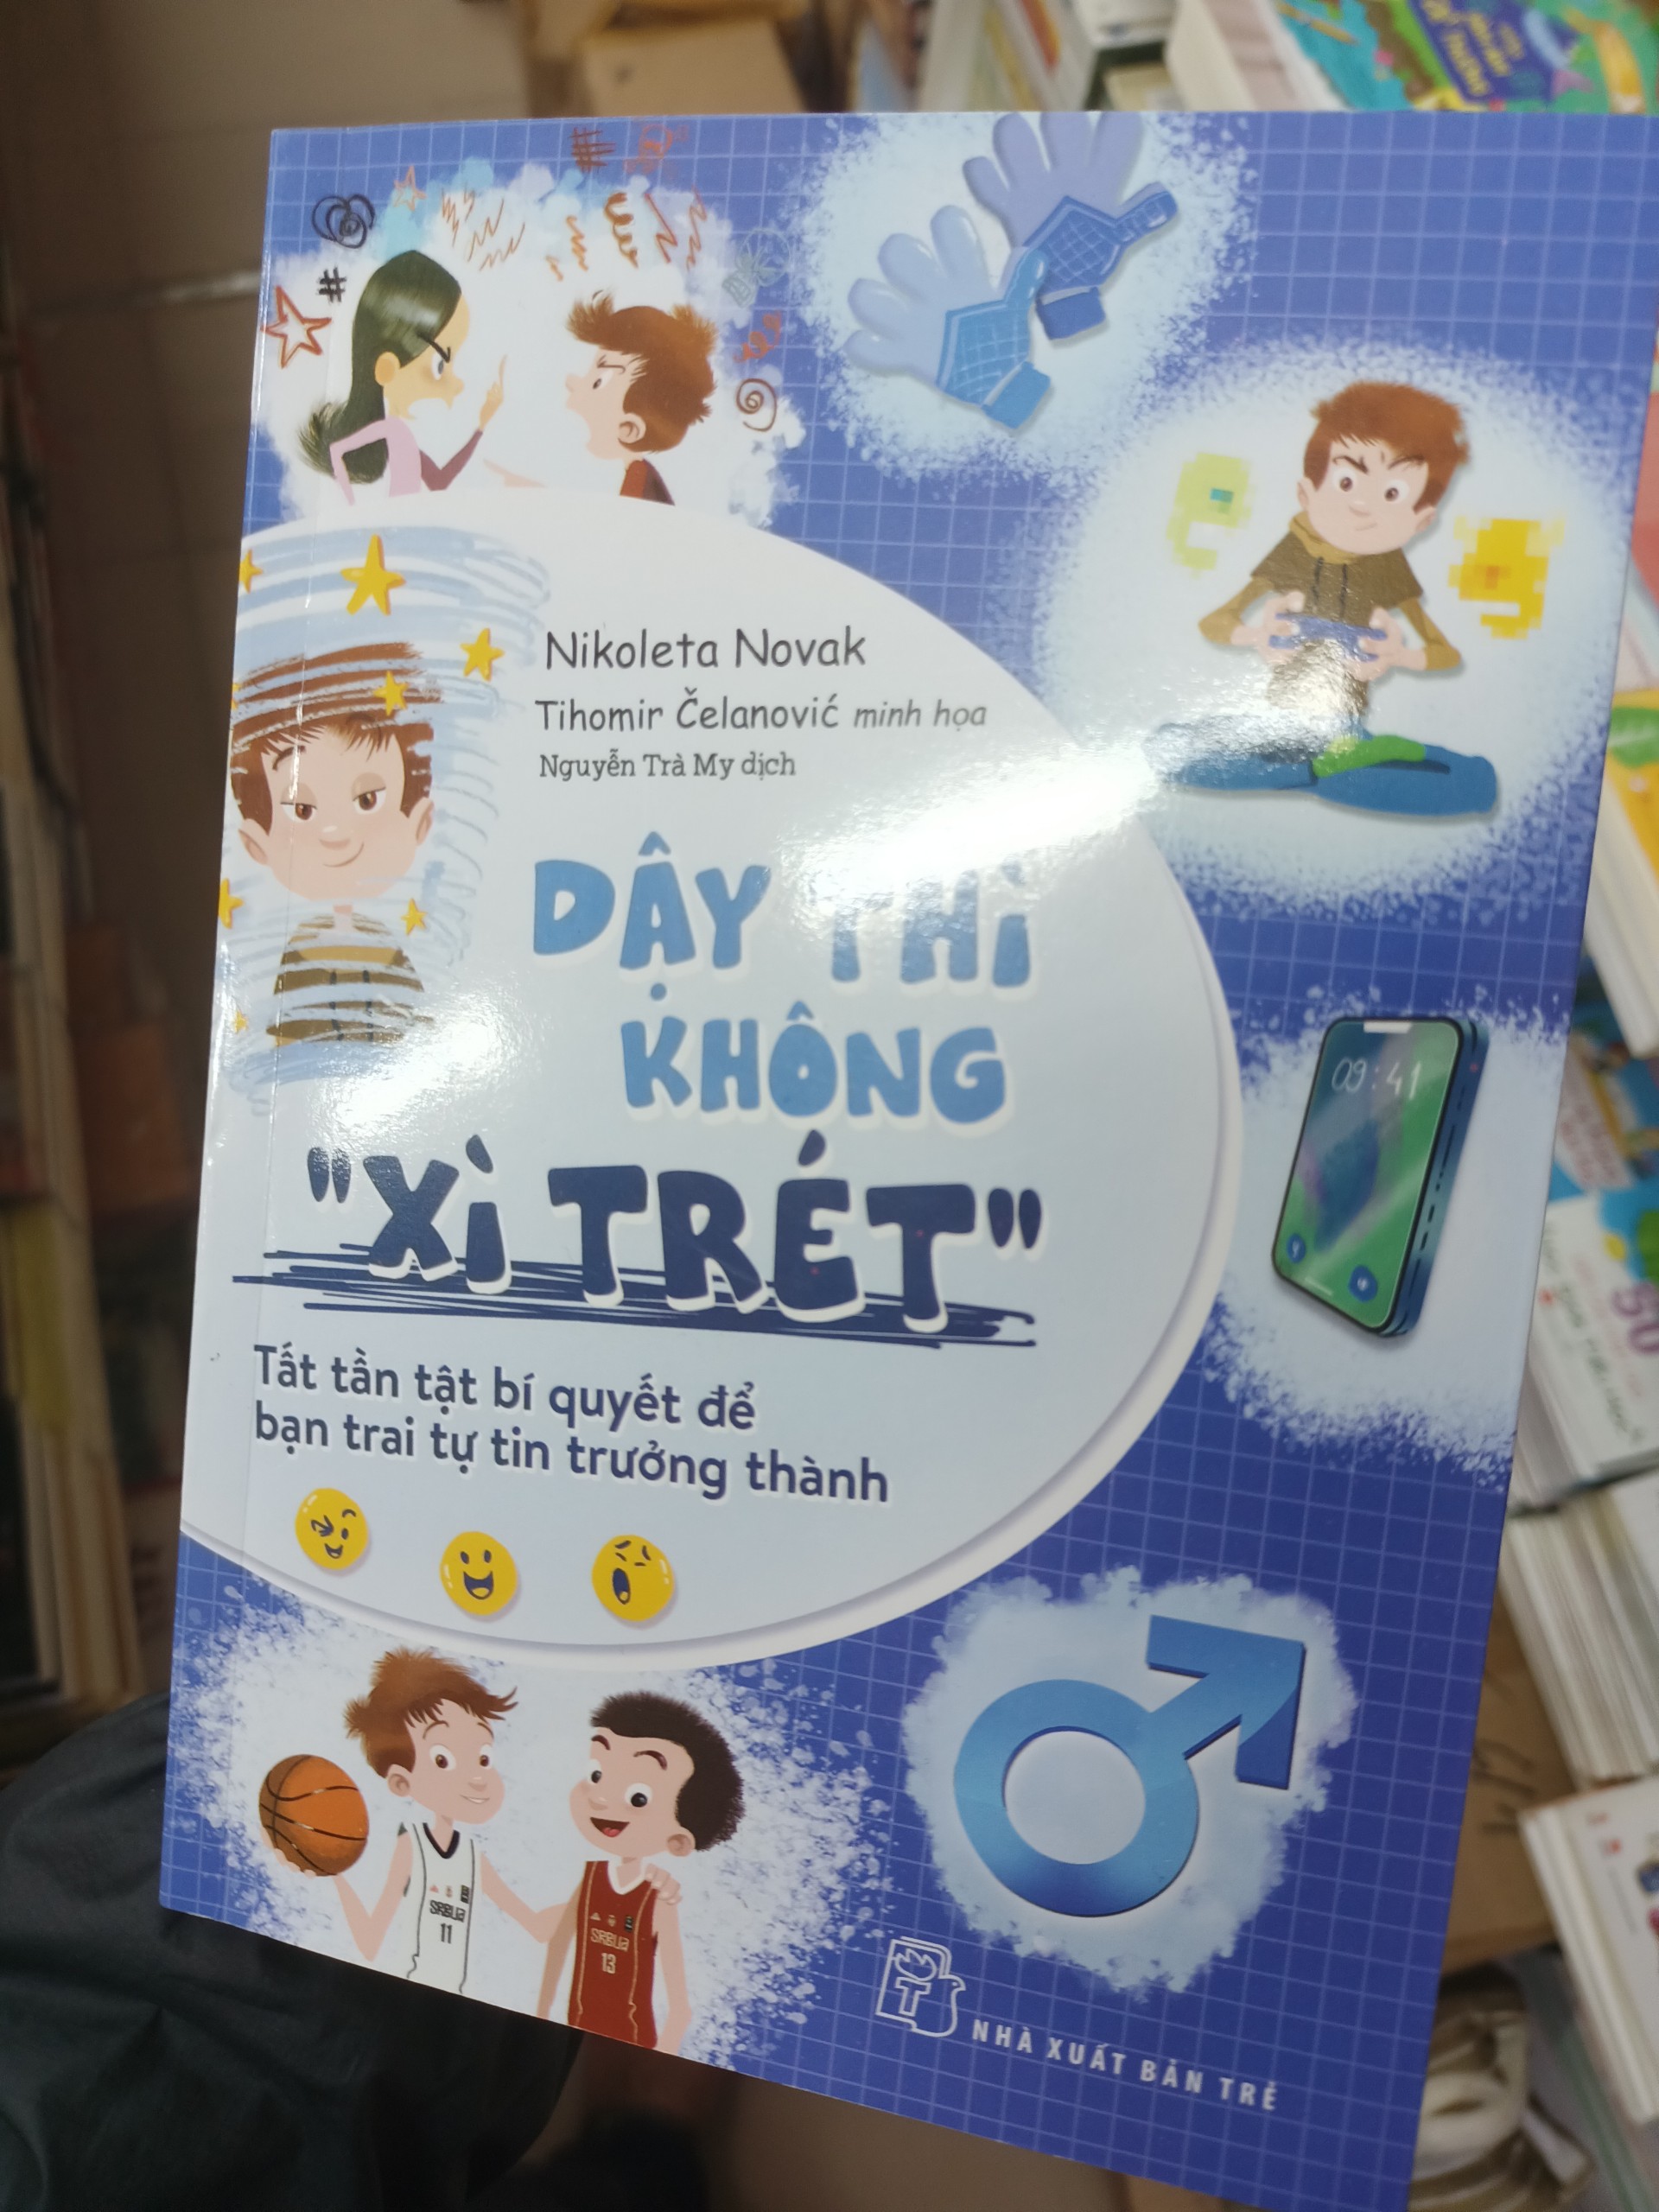 Nikoleta Novak
Tihomir Čelanović minh họa
Nguyễn Trà My dịch
DẬY THÌ
KHÔNG
"XÌ TRÉT"
Tất tần tật bí quyết để
bạn trai tự tin trưởng thành
09:41
SRBIJA
11
SRBIJA
13
NHÀ XUẤT BẢN TRẺ